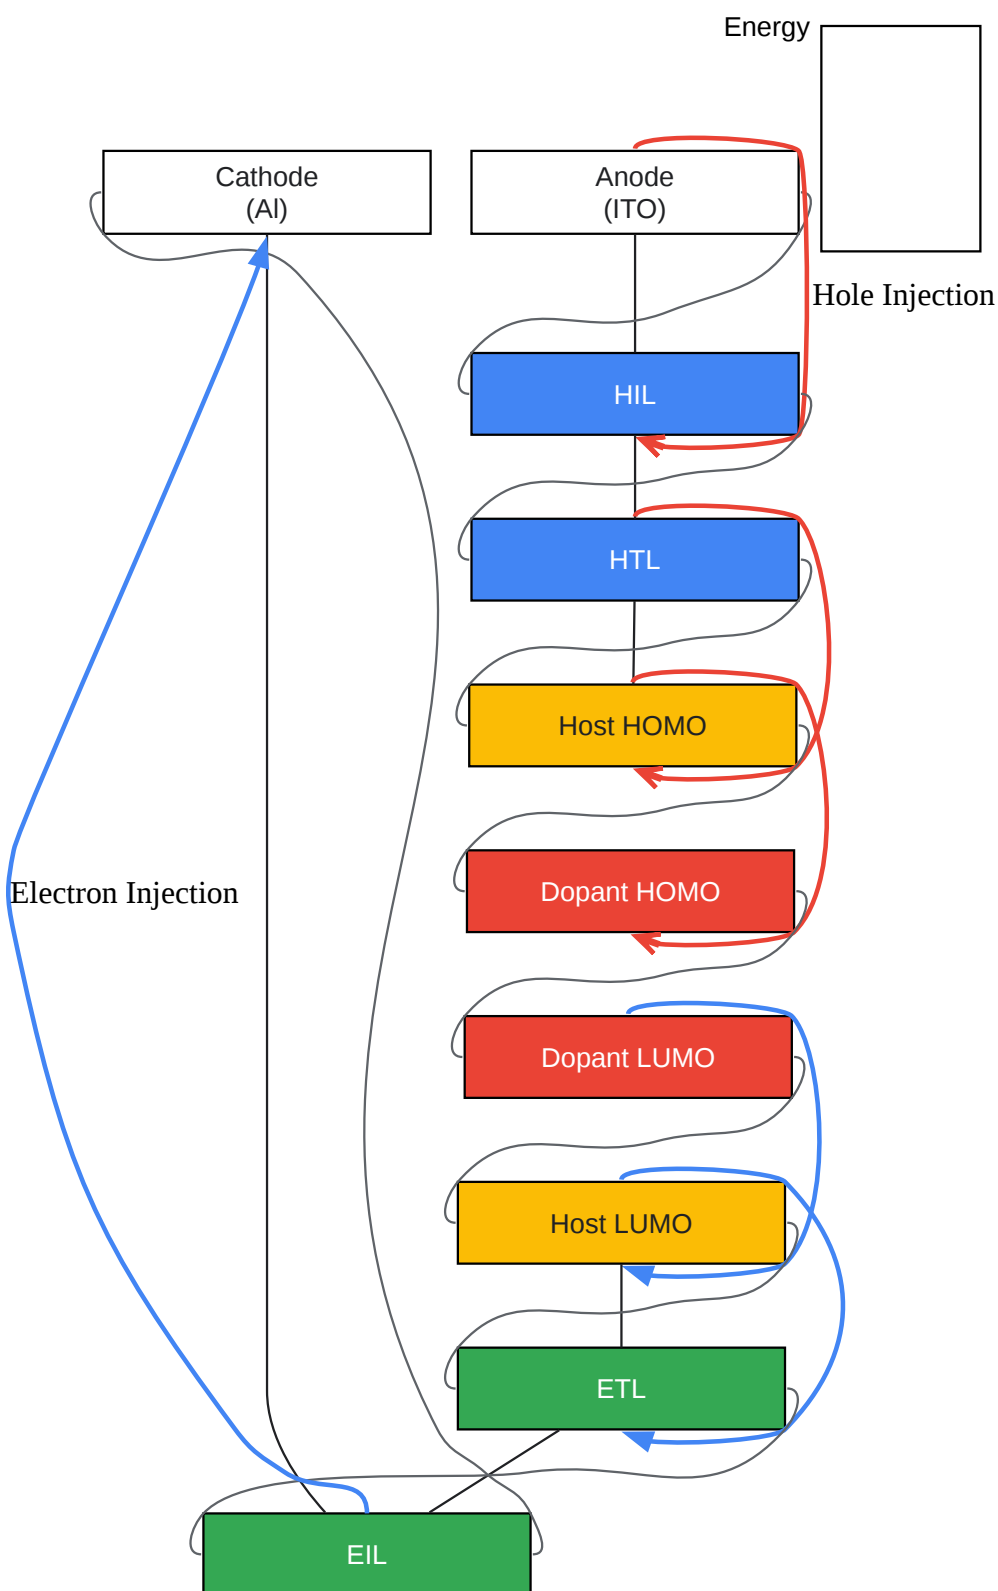 Energy
Cathode
(Al)
Anode
(ITO)
Hole Injection
HIL
HTL
Host HOMO
Dopant HOMO
Electron Injection
Dopant LUMO
Host LUMO
ETL
EIL